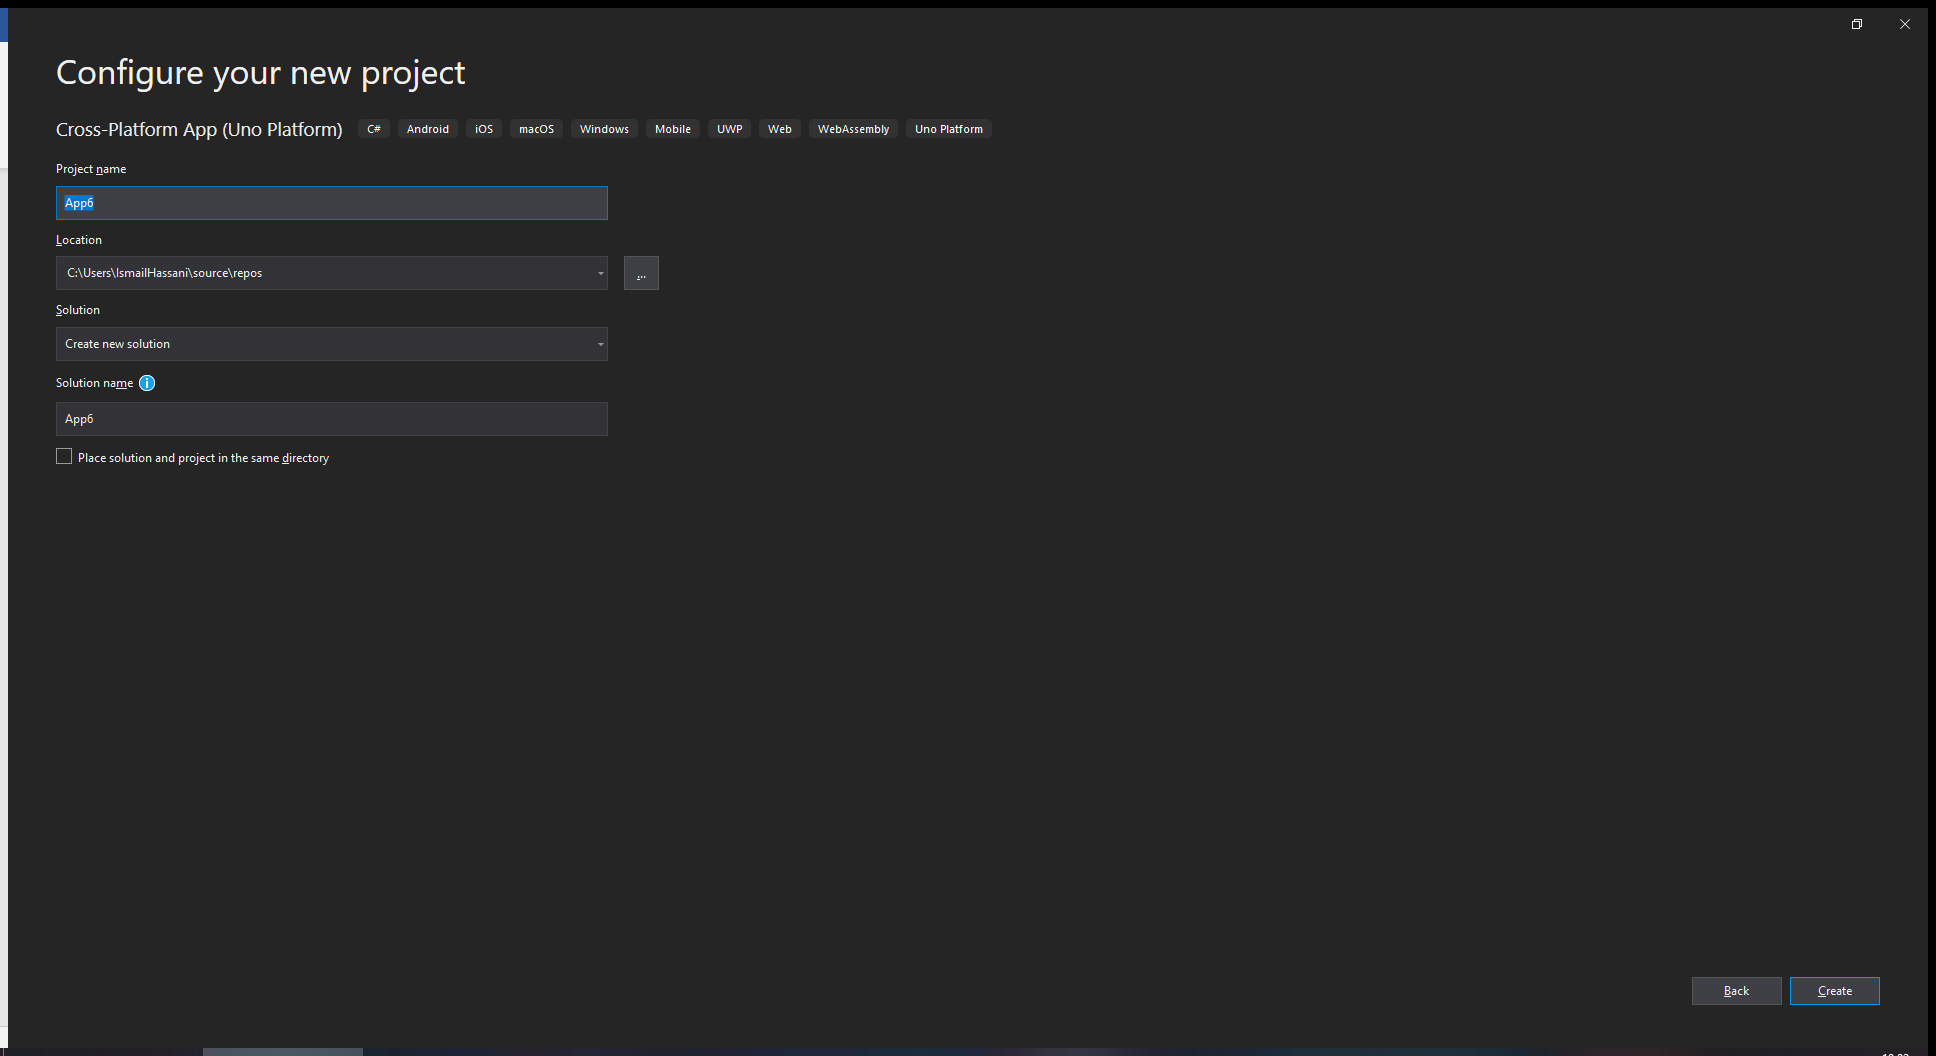 Configure your new project
Cross-Platform App (Uno Platform) C# Android iOS macOS Windows Mobile UWP Web WebAssembly Uno Platform
Project name
App6
Location
C:\Users\IsmailHassani\source\repos
...
Solution
Create new solution
Solution name
App6
Place solution and project in the same directory
Back Create